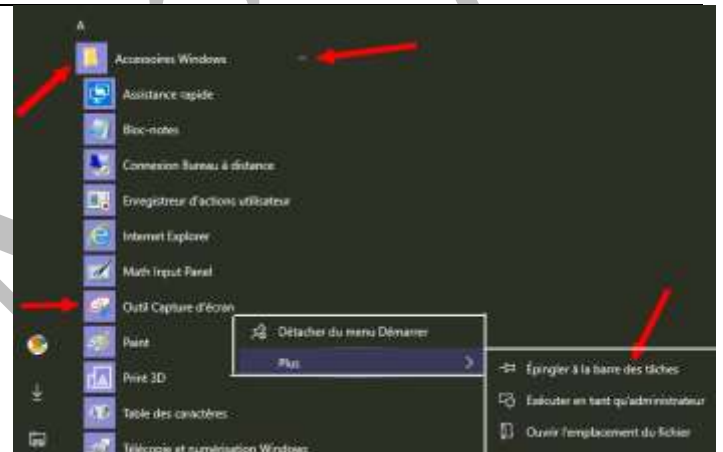 A
Accessoires Windows
Assistance rapide
Bloc-notes
Connexion Bureau à distance
Enregistreur d'actions utilisateur
Internet Explorer
Math Input Panel
Outil Capture d'écran
Détacher du menu Démarrer
Paint
Plus
Épingler à la barre des tâches
Print 3D
Exécuter en tant qu'administrateur
Table des caractères
Ouvrir l'emplacement du fichier
Télécopie et numérisation Windows